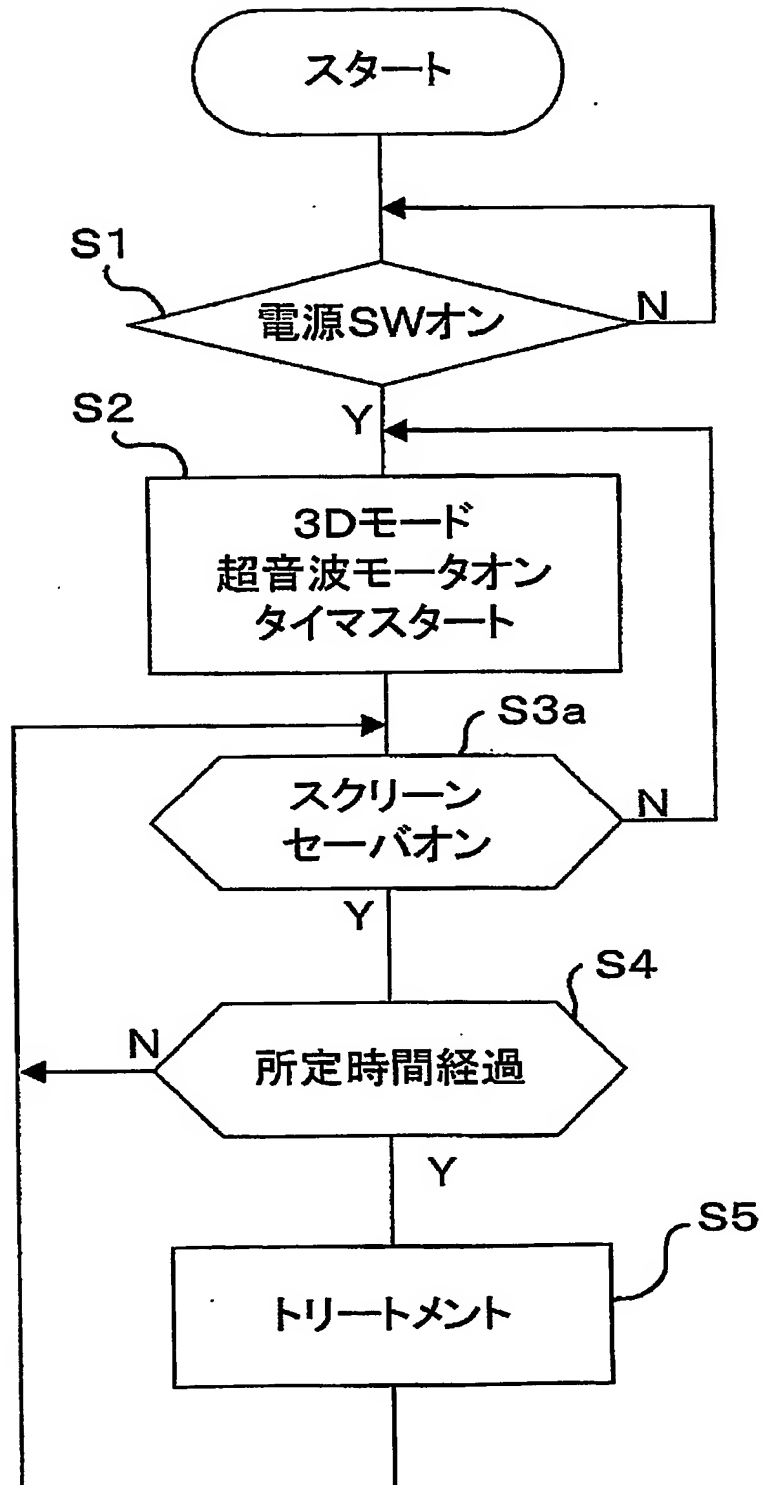 スタート
S1
電源SWオン
N
Y
S2
3Dモード
超音波モータオン
タイマスタート
S3a
スクリーン
セーバオン
N
Y
S4
N
所定時間経過
Y
S5
トリートメント